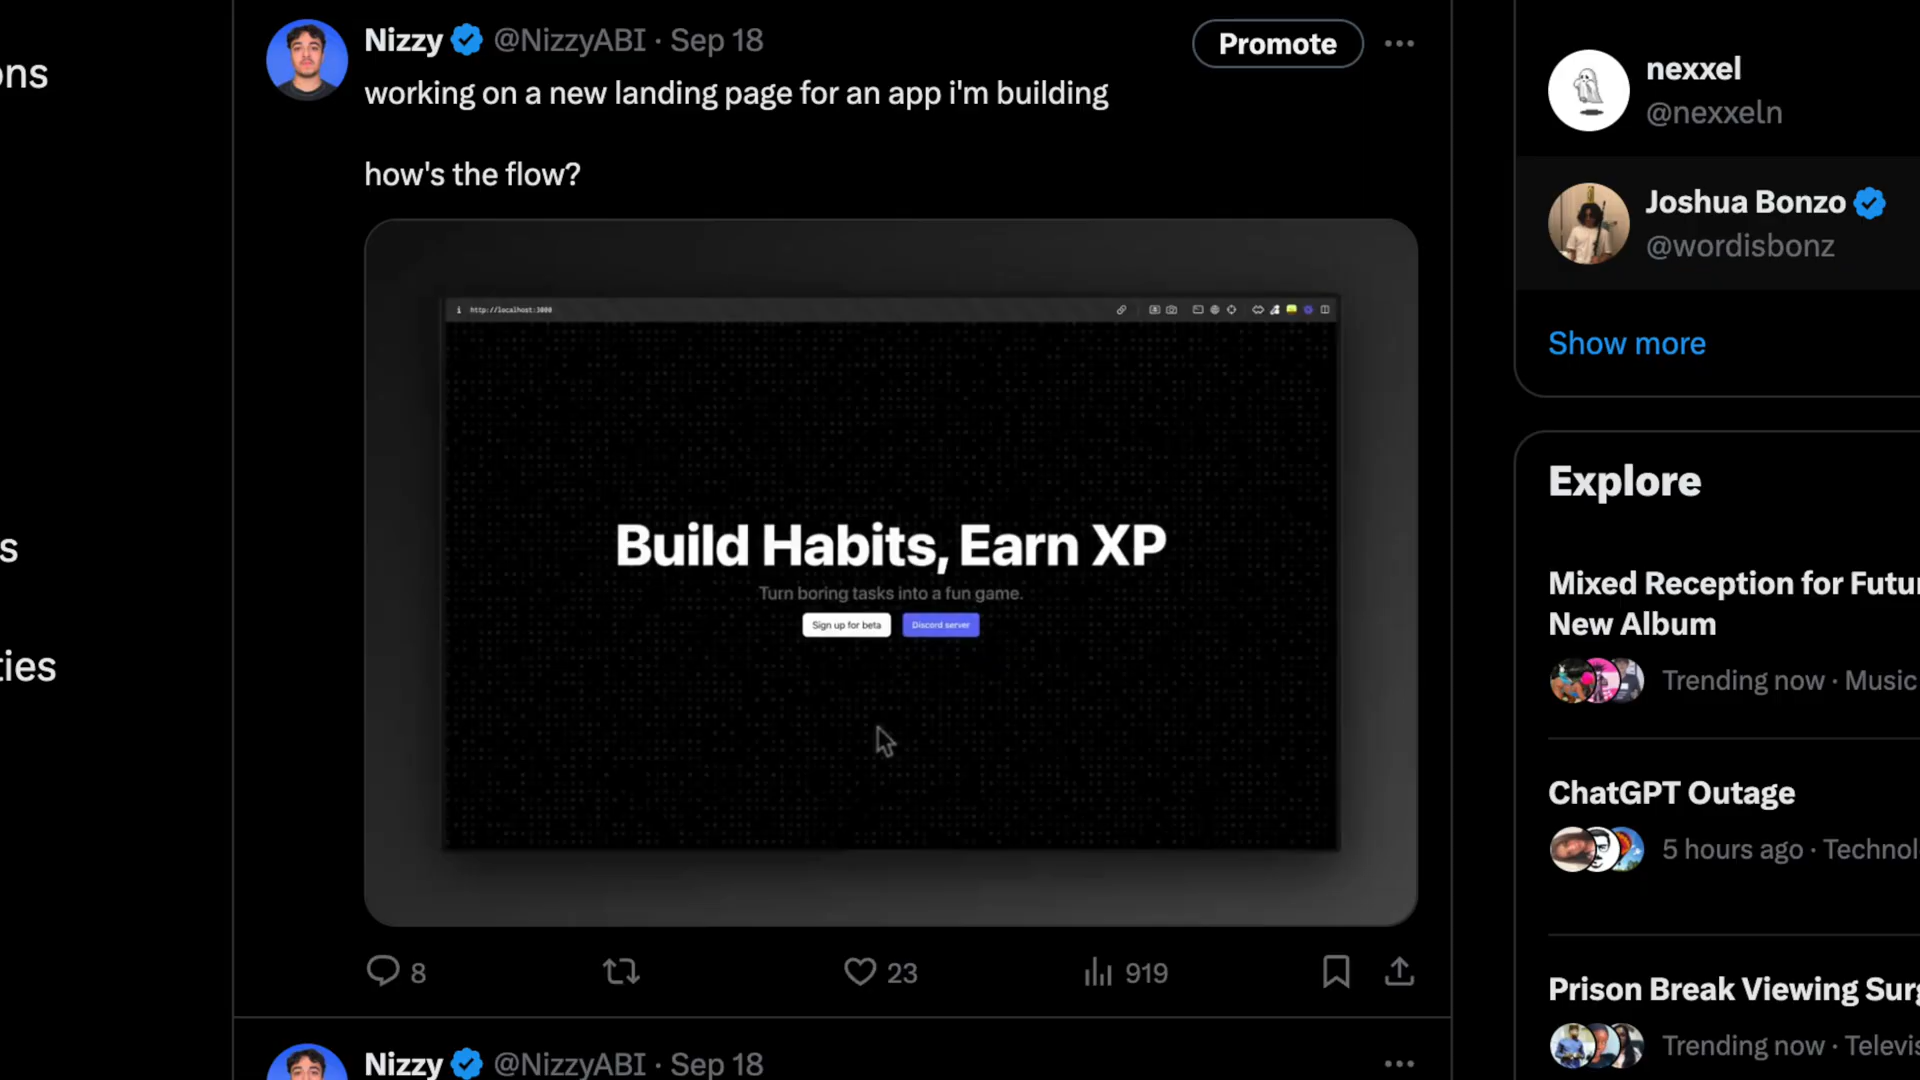 ons
s
ties
Nizzy @NizzyABI · Sep 18
Promote
working on a new landing page for an app i'm building
how's the flow?
http://localhost:3000
Build Habits, Earn XP
Turn boring tasks into a fun game.
Sign up for beta
Discord server
8
23
919
Nizzy @NizzyABI · Sep 18
nexxel
@nexxeln
Joshua Bonzo
@wordisbonz
Show more
Explore
Mixed Reception for Futur
New Album
Trending now · Music
ChatGPT Outage
5 hours ago · Technol
Prison Break Viewing Surg
Trending now · Televis